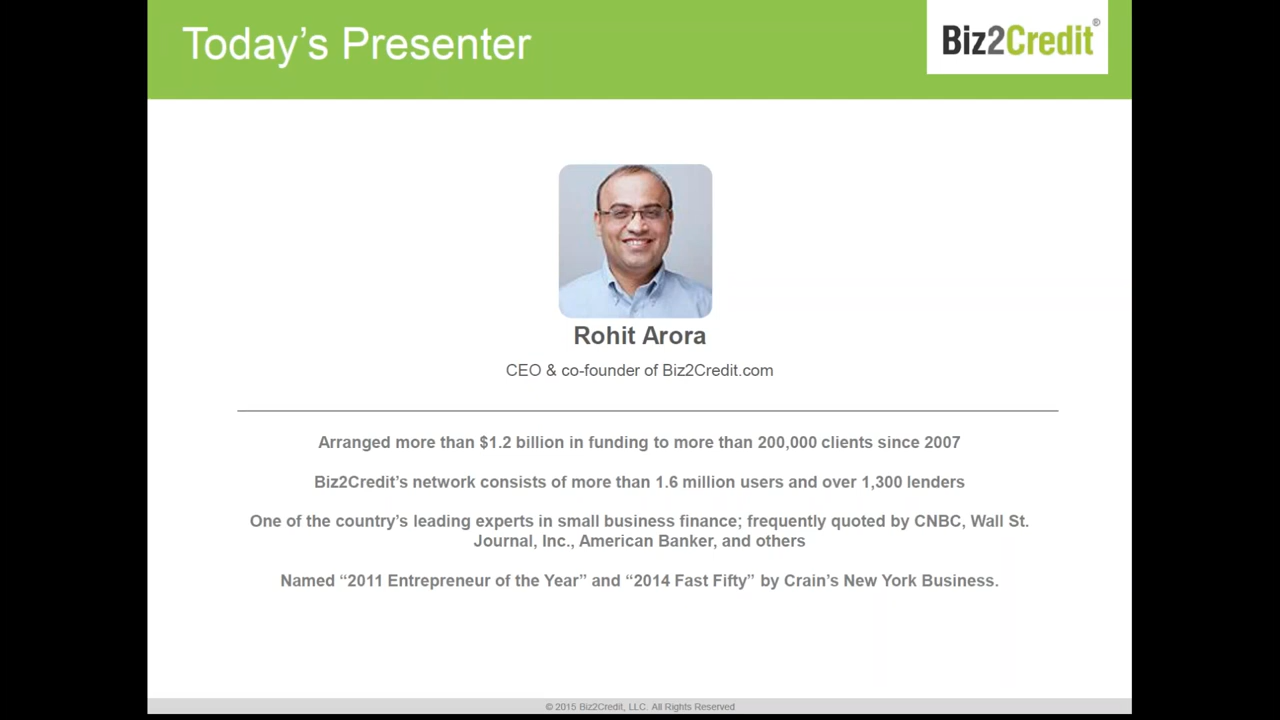 Today’s Presenter
Biz2Credit®
Rohit Arora
CEO & co-founder of Biz2Credit.com
Arranged more than $1.2 billion in funding to more than 200,000 clients since 2007
Biz2Credit’s network consists of more than 1.6 million users and over 1,300 lenders
One of the country’s leading experts in small business finance; frequently quoted by CNBC, Wall St.
Journal, Inc., American Banker, and others
Named “2011 Entrepreneur of the Year” and “2014 Fast Fifty” by Crain’s New York Business.
© 2015 Biz2Credit, LLC. All Rights Reserved